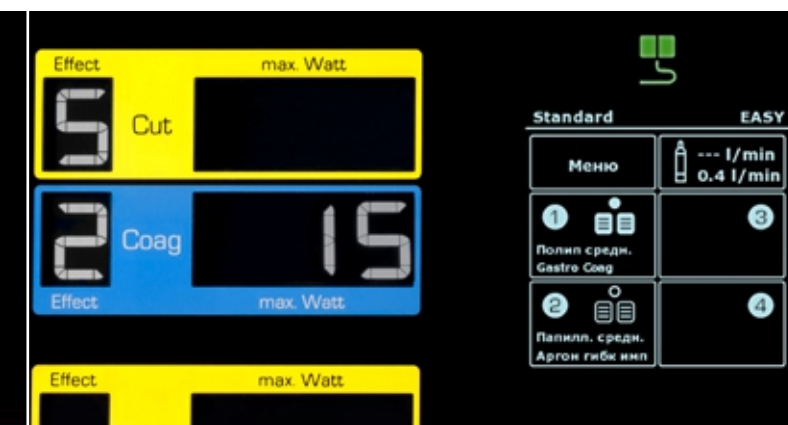 Effect max. Watt
5 Cut
2 Coag 15
Effect max. Watt
Effect max. Watt
Standard EASY
Меню --- l/min
0.4 l/min
1 3
Полип средн.
Gastro Coag
2 4
Папилл. средн.
Аргон гибк имп